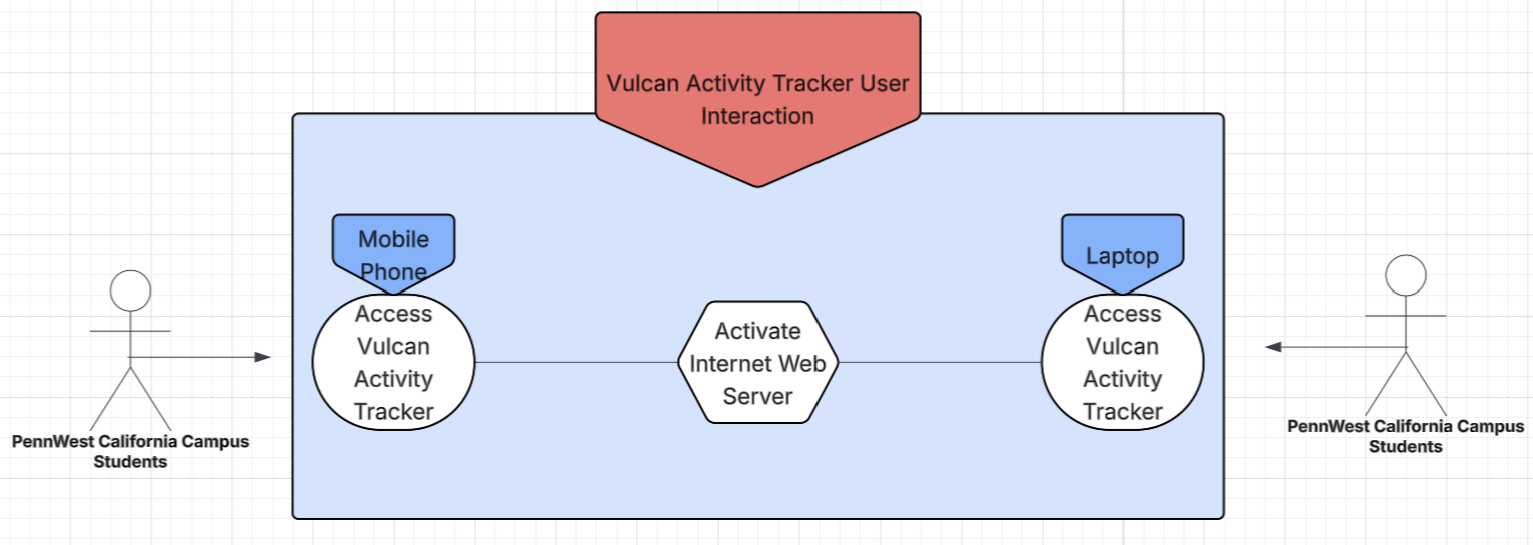 Vulcan Activity Tracker User
Interaction
Mobile
Phone
Laptop
Access
Vulcan
Activity
Tracker
Activate
Internet Web
Server
Access
Vulcan
Activity
Tracker
PennWest California Campus
Students
PennWest California Campus
Students